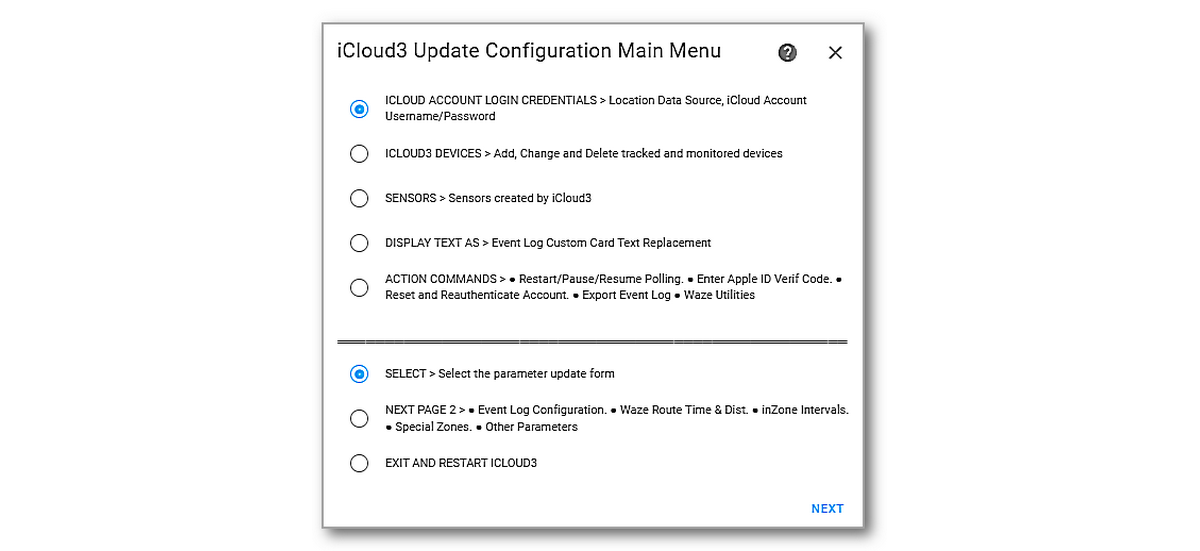 iCloud3 Update Configuration Main Menu
ICLOUD ACCOUNT LOGIN CREDENTIALS > Location Data Source, iCloud Account
Username/Password
ICLOUD3 DEVICES > Add, Change and Delete tracked and monitored devices
SENSORS > Sensors created by iCloud3
DISPLAY TEXT AS > Event Log Custom Card Text Replacement
ACTION COMMANDS > • Restart/Pause/Resume Polling. • Enter Apple ID Verif Code. •
Reset and Reauthenticate Account. • Export Event Log • Waze Utilities
SELECT > Select the parameter update form
NEXT PAGE 2 > • Event Log Configuration. • Waze Route Time & Dist. • inZone Intervals.
• Special Zones. • Other Parameters
EXIT AND RESTART ICLOUD3
NEXT